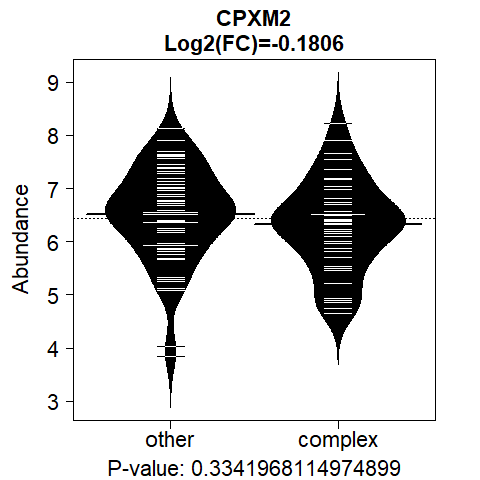 CPXM2
Log2(FC)=-0.1806
Abundance
9
8
7
6
5
4
3
other
complex
P-value: 0.3341968114974899